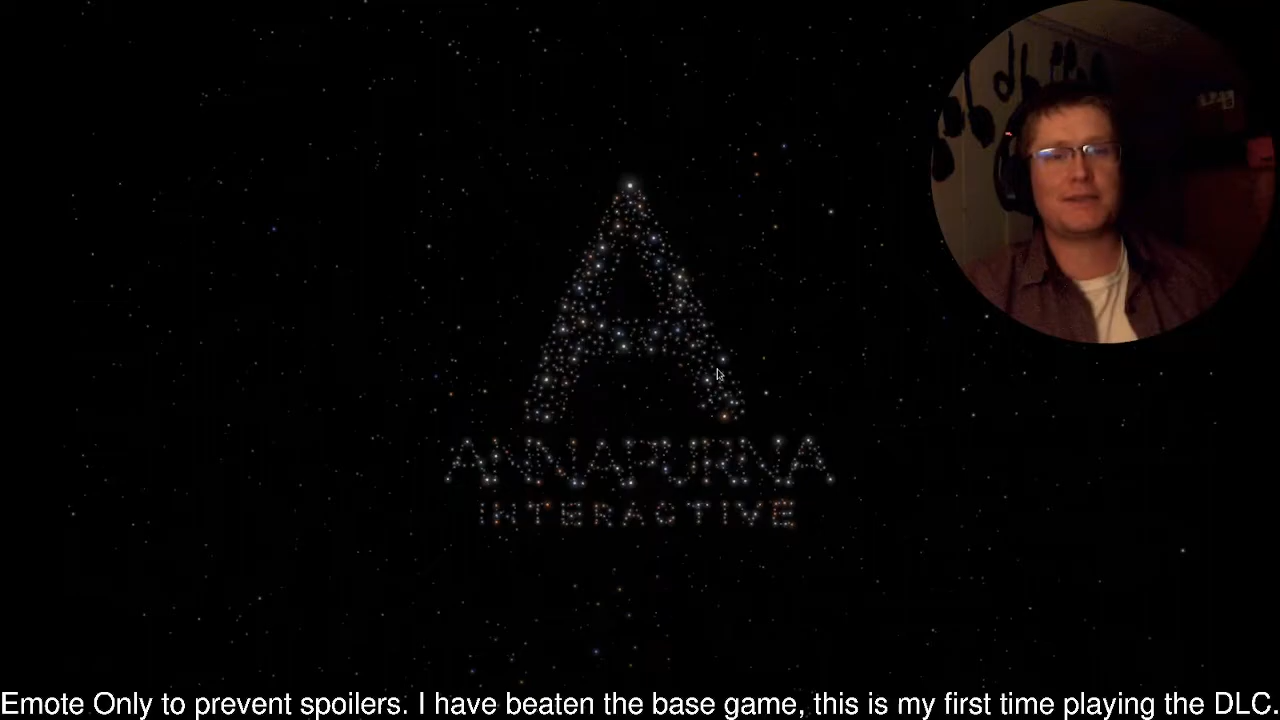 ANNAPURNA
INTERACTIVE
Emote Only to prevent spoilers. I have beaten the base game, this is my first time playing the DLC.